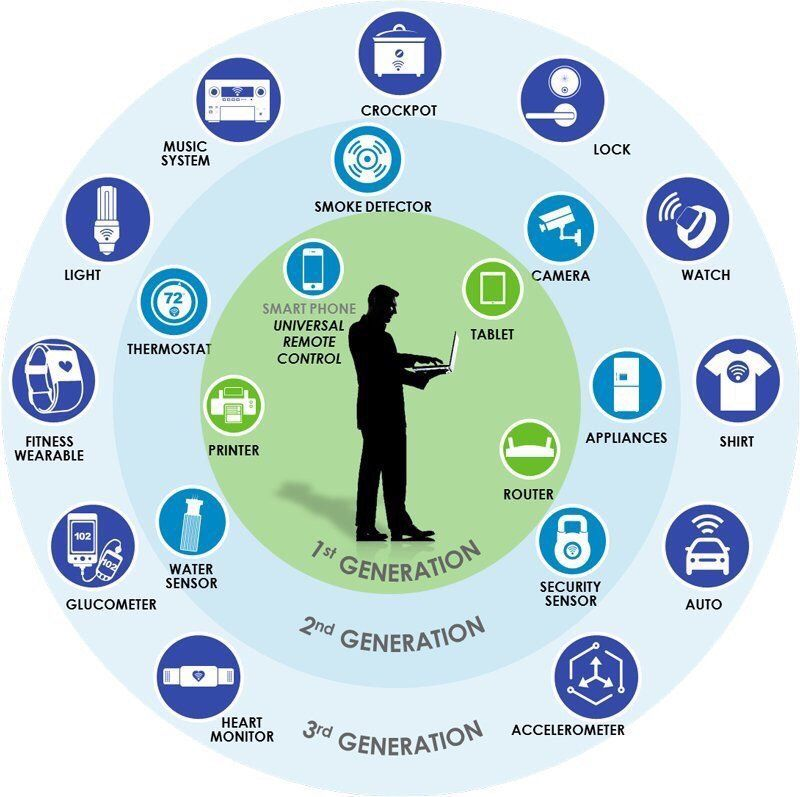 CROCKPOT
MUSIC
SYSTEM
LOCK
SMOKE DETECTOR
LIGHT
CAMERA
WATCH
72
THERMOSTAT
SMART PHONE
UNIVERSAL
REMOTE
CONTROL
TABLET
FITNESS
WEARABLE
PRINTER
APPLIANCES
SHIRT
ROUTER
102
102
GLUCOMETER
WATER
SENSOR
SECURITY
SENSOR
AUTO
1st GENERATION
2nd GENERATION
HEART
MONITOR
3rd GENERATION
ACCELEROMETER